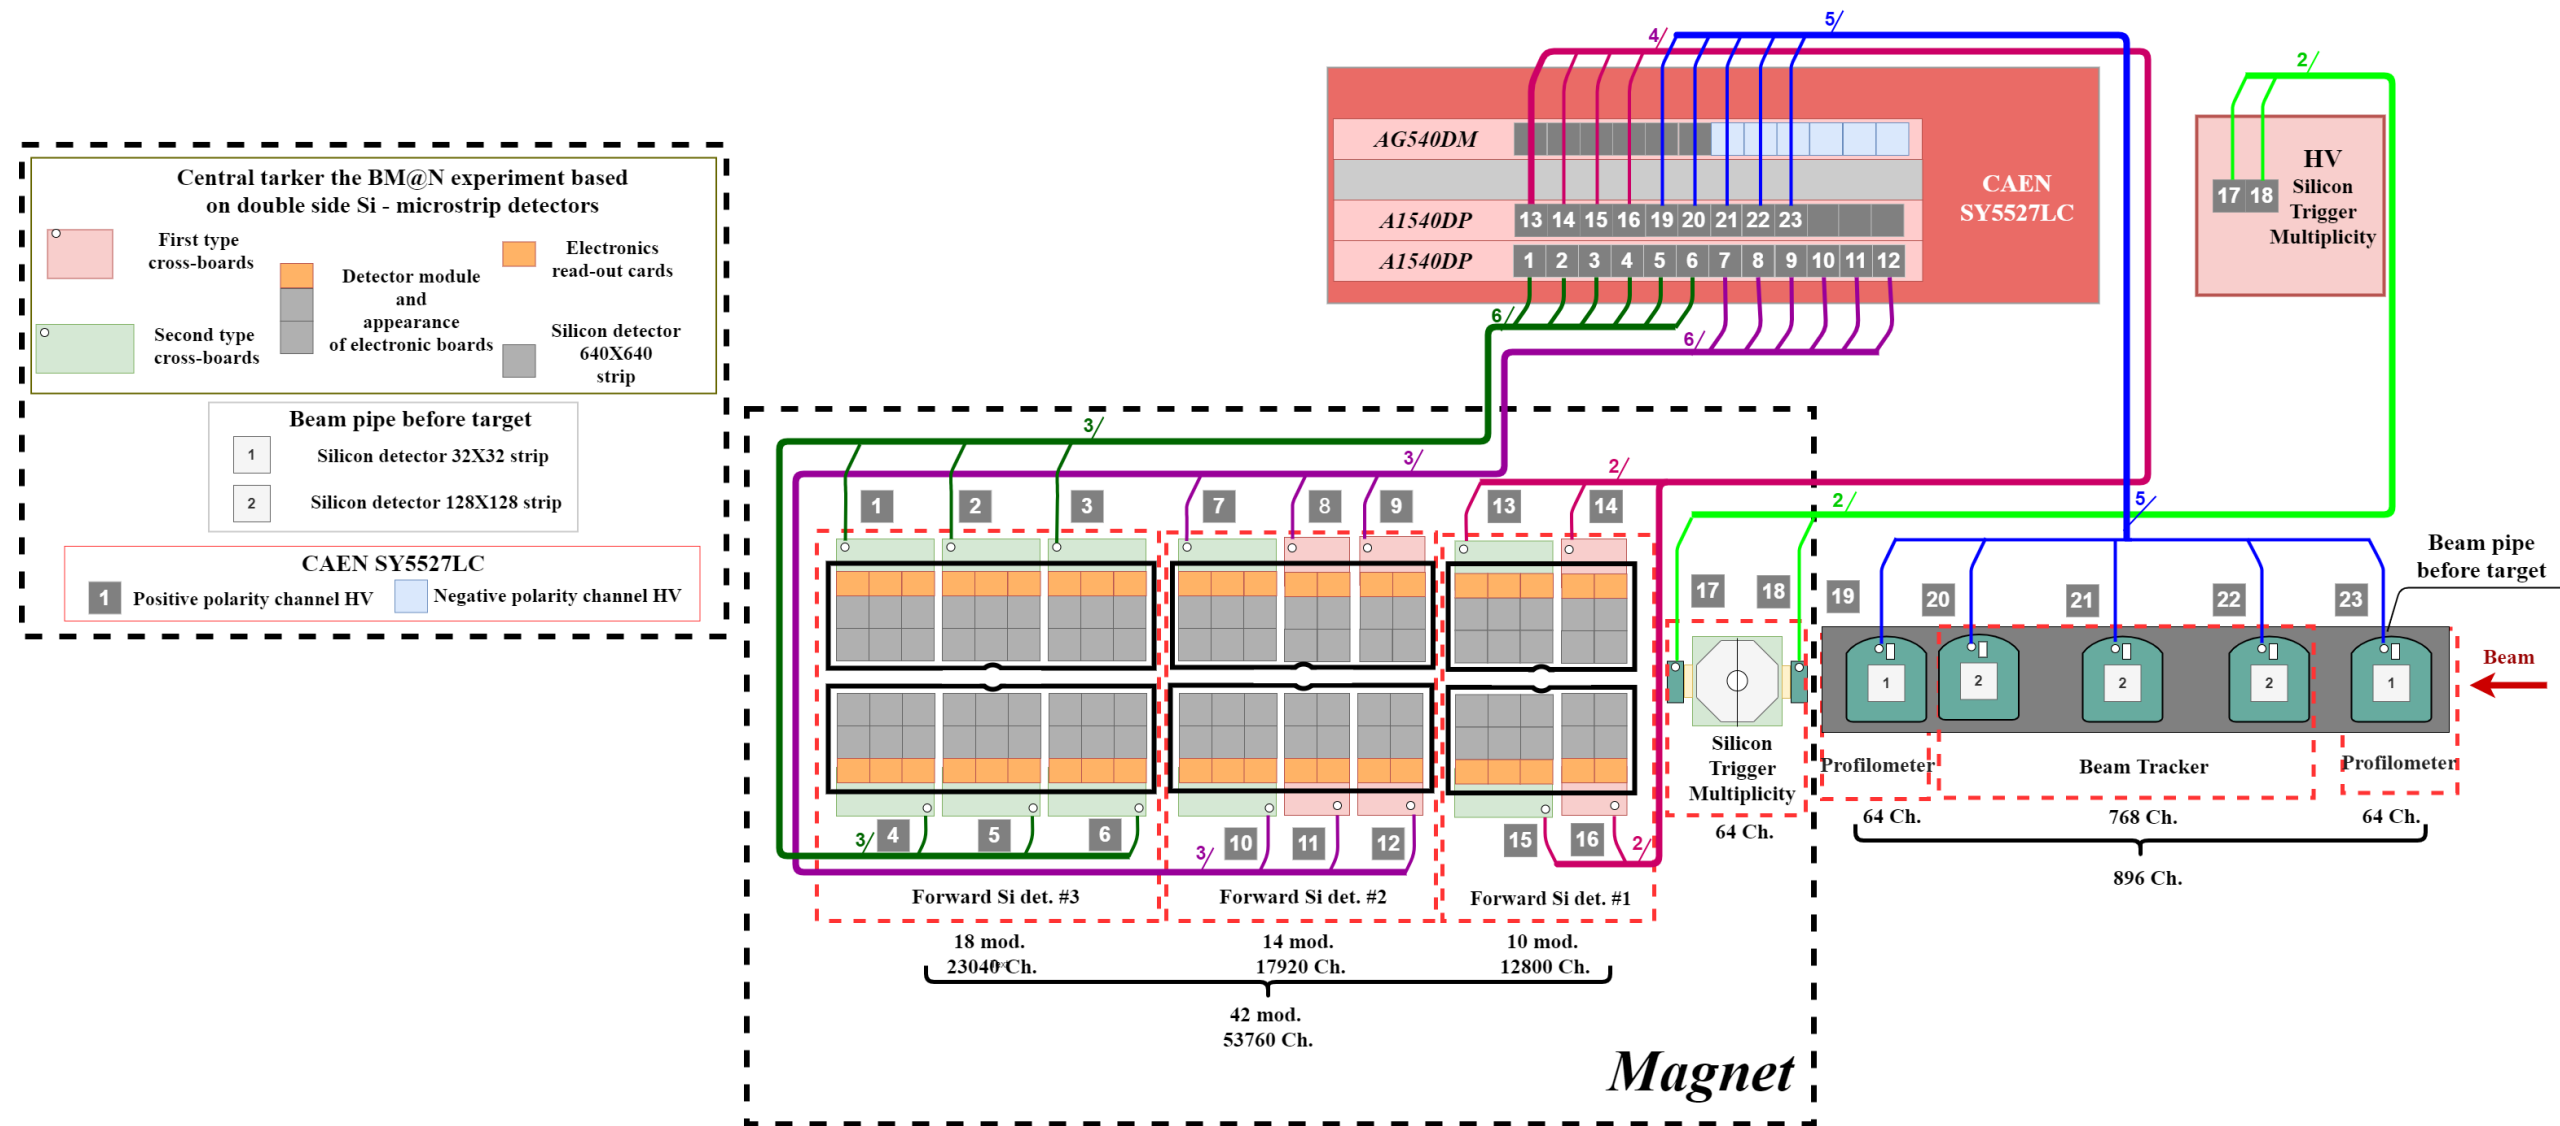 Central tarker the BM@N experiment based
on double side Si - microstrip detectors
First type
cross-boards
Second type
cross-boards
Detector module
and
appearance
of electronic boards
Electronics
read-out cards
Silicon detector
640X640
strip
Beam pipe before target
1
Silicon detector 32X32 strip
2
Silicon detector 128X128 strip
CAEN SY5527LC
1
Positive polarity channel HV
Negative polarity channel HV
4/
5/
AG540DM
A1540DP
13 14 15 16 19 20 21 22 23
A1540DP
1 2 3 4 5 6 7 8 9 10 11 12
CAEN
SY5527LC
6/
6/
2/
HV
17 18
Silicon
Trigger
Multiplicity
3/
3/
2/
2/
5/
1 2 3
7 8 9
13 14
17 18
19 20 21 22 23
Beam pipe
before target
Beam
1 2 2 2 1
4 5 6
3/
10 11 12
3/
15 16
2/
Silicon
Trigger
Multiplicity
64 Ch.
Profilometer
Beam Tracker
Profilometer
64 Ch.
768 Ch.
64 Ch.
896 Ch.
Forward Si det. #3
Forward Si det. #2
Forward Si det. #1
18 mod.
23040 Ch.
14 mod.
17920 Ch.
10 mod.
12800 Ch.
42 mod.
53760 Ch.
Magnet